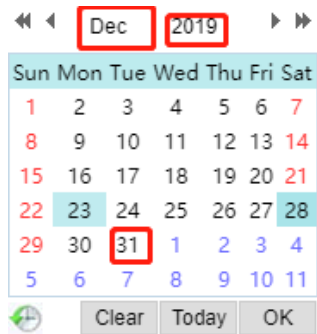 Dec 2019
Sun Mon Tue Wed Thu Fri Sat
1 2 3 4 5 6 7
8 9 10 11 12 13 14
15 16 17 18 19 20 21
22 23 24 25 26 27 28
29 30 31 1 2 3 4
5 6 7 8 9 10 11
Clear Today OK